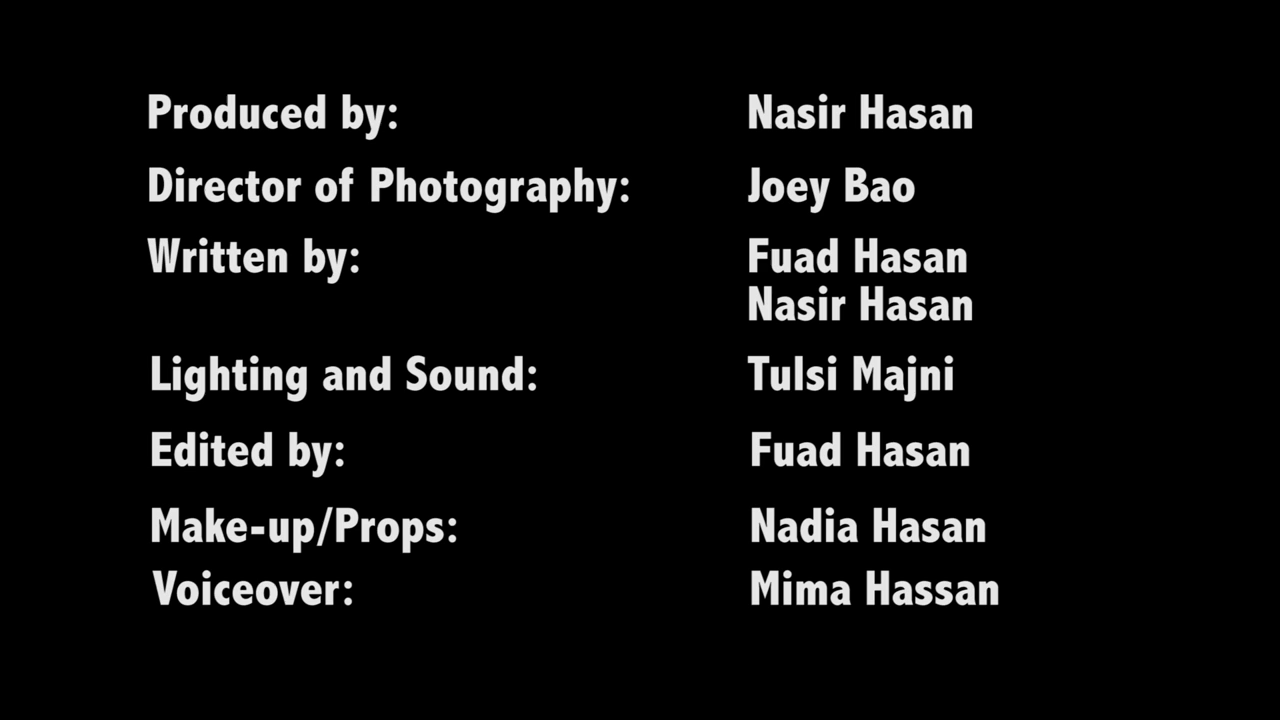 Produced by: Nasir Hasan
Director of Photography: Joey Bao
Written by: Fuad Hasan
Nasir Hasan
Lighting and Sound: Tulsi Majni
Edited by: Fuad Hasan
Make-up/Props: Nadia Hasan
Voiceover: Mima Hassan